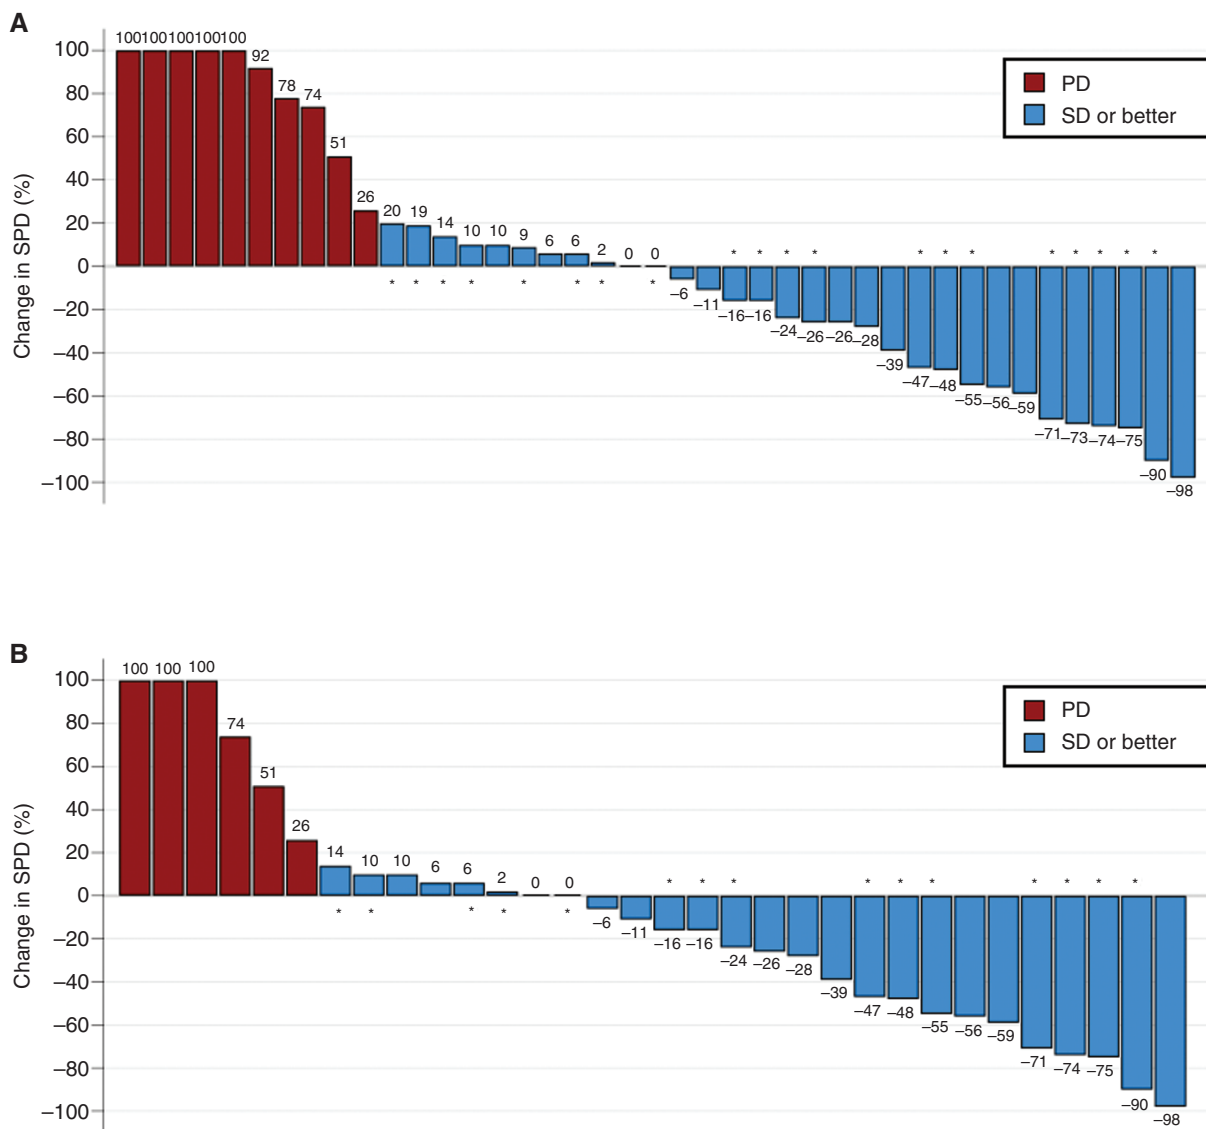 A
100 100 100 100 100
92
78
74
51
26
20 19 14 10 10 9 6 6 2 0 0
* * * * * * * *
* * * * * * * * * * * *
–6 –11 –16 –16 –24 –26 –26 –28 –39 –47 –48 –55 –56 –59 –71 –73 –74 –75 –90 –98
100
80
60
40
20
0
–20
–40
–60
–80
–100
Change in SPD (%)
PD
SD or better
B
100 100 100
74
51
26
14 10 10 6 6 2 0 0
* * * * *
* * * * * * * * * *
–6 –11 –16 –16 –24 –26 –28 –39 –47 –48 –55 –56 –59 –71 –74 –75 –90 –98
100
80
60
40
20
0
–20
–40
–60
–80
–100
Change in SPD (%)
PD
SD or better